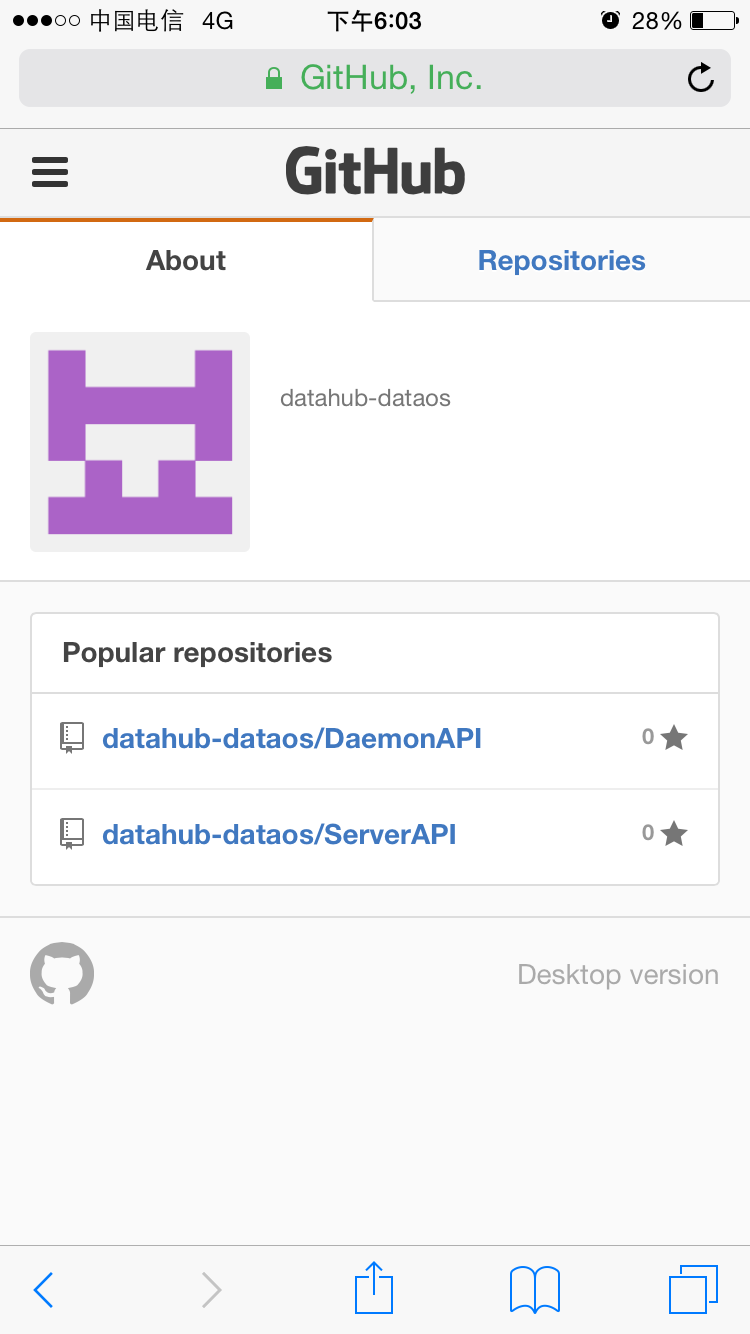 中国电信 4G 下午6:03 28%
GitHub, Inc.
GitHub
About Repositories
datahub-dataos
Popular repositories
datahub-dataos/DaemonAPI 0
datahub-dataos/ServerAPI 0
Desktop version